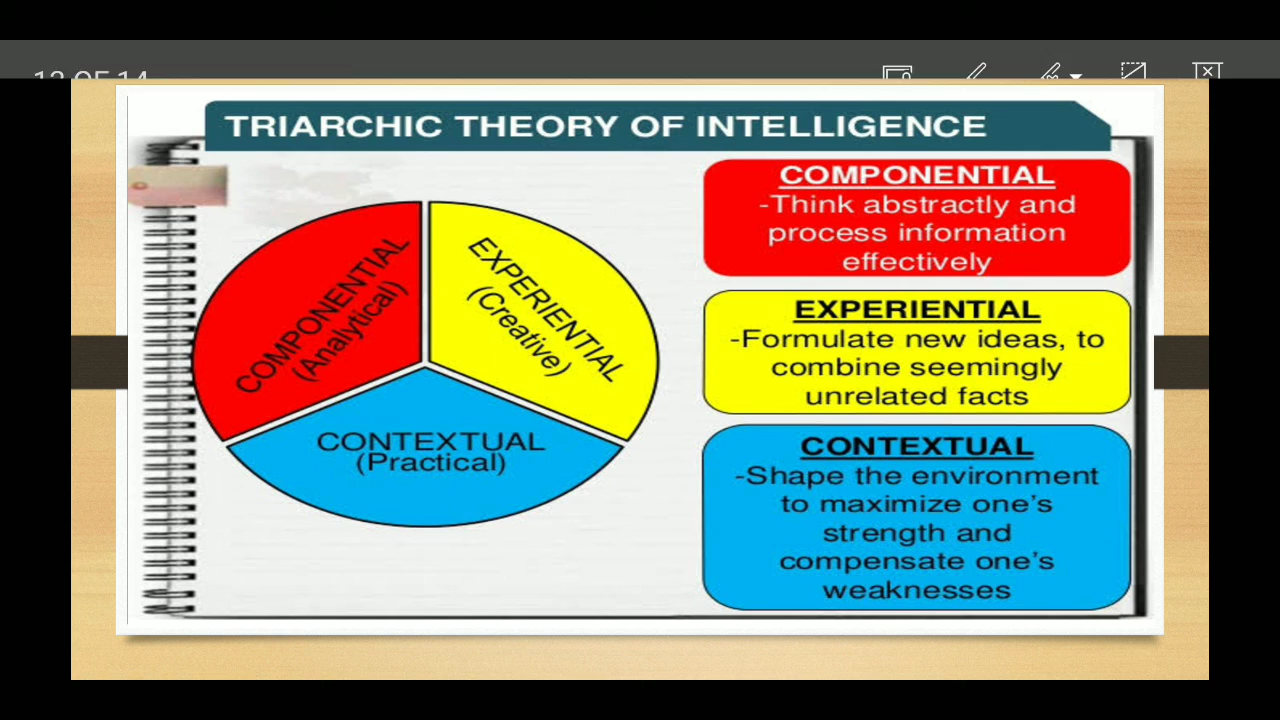 TRIARCHIC THEORY OF INTELLIGENCE
COMPONENTIAL
(Analytical)
EXPERIENTIAL
(Creative)
CONTEXTUAL
(Practical)
COMPONENTIAL
-Think abstractly and
process information
effectively
EXPERIENTIAL
-Formulate new ideas, to
combine seemingly
unrelated facts
CONTEXTUAL
-Shape the environment
to maximize one's
strength and
compensate one's
weaknesses